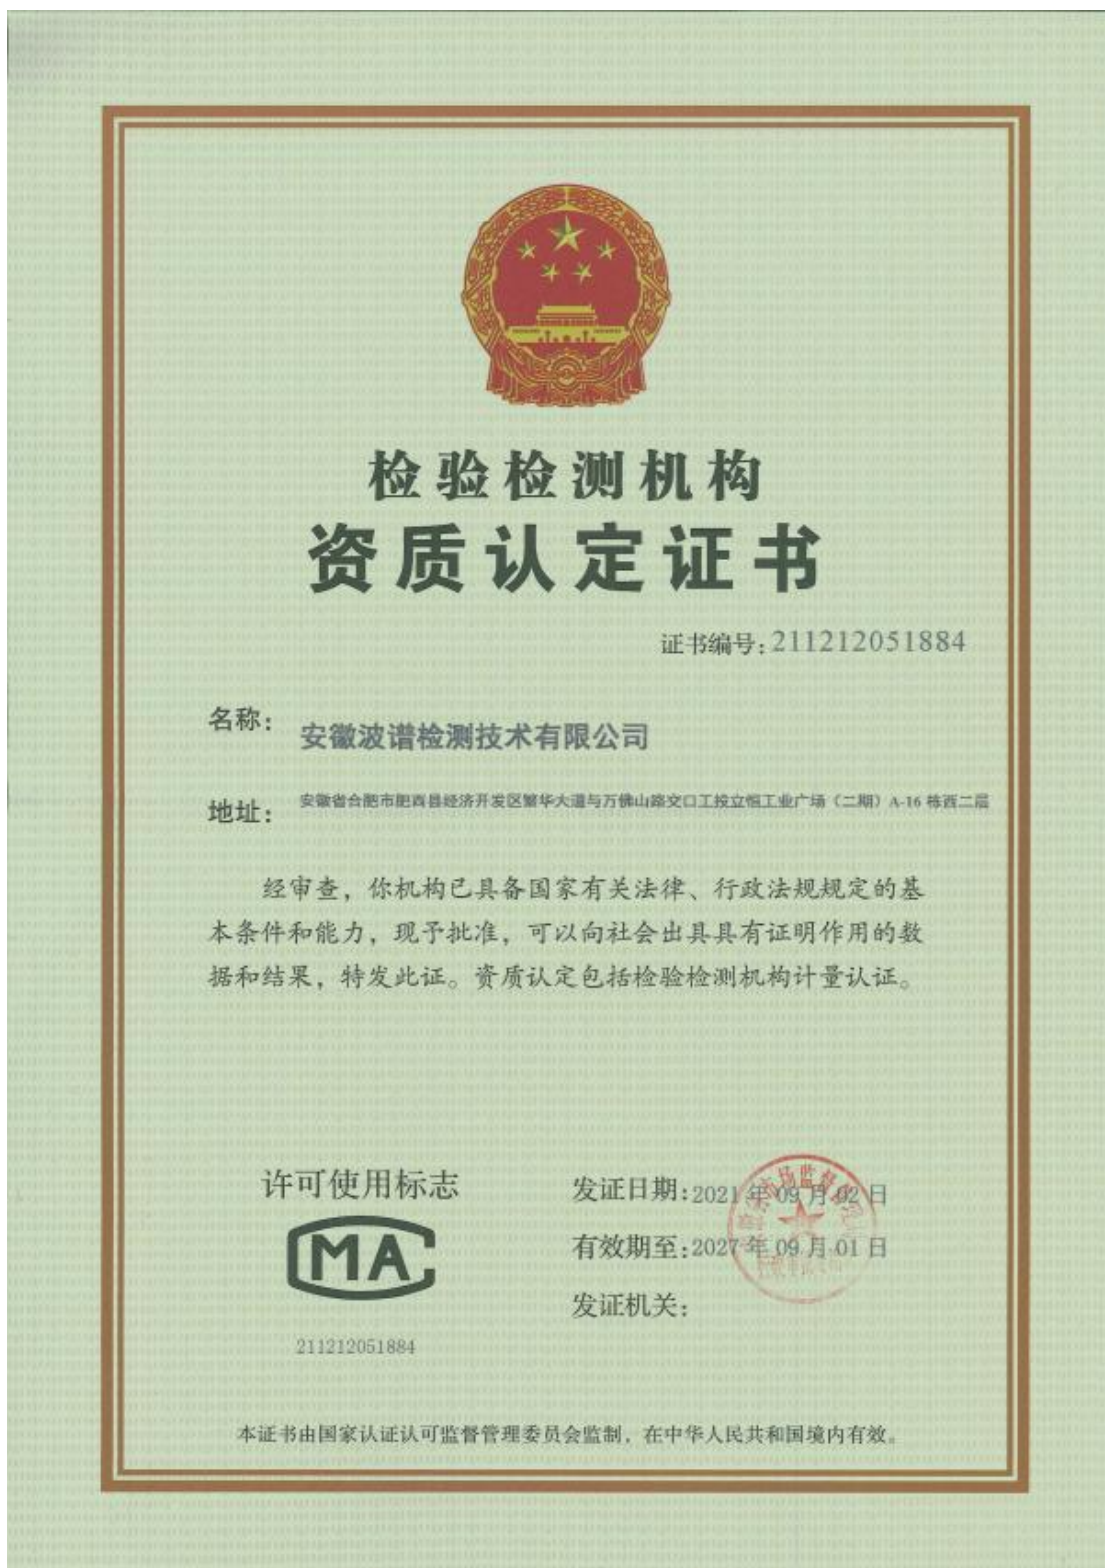 检验检测机构
资质认定证书
证书编号:211212051884
名称:安徽波谱检测技术有限公司
地址:安徽省合肥市肥西县经济开发区繁华大道与万佛山路交口工投立恒工业广场(二期)A-16 栋西二层
经审查,你机构已具备国家有关法律、行政法规规定的基
本条件和能力,现予批准,可以向社会出具具有证明作用的数
据和结果,特发此证。资质认定包括检验检测机构计量认证。
许可使用标志
MA
211212051884
发证日期:2021 年 09 月 02 日
有效期至:2027 年 09 月 01 日
发证机关:
市场监督
本证书由国家认证认可监督管理委员会监制,在中华人民共和国境内有效。